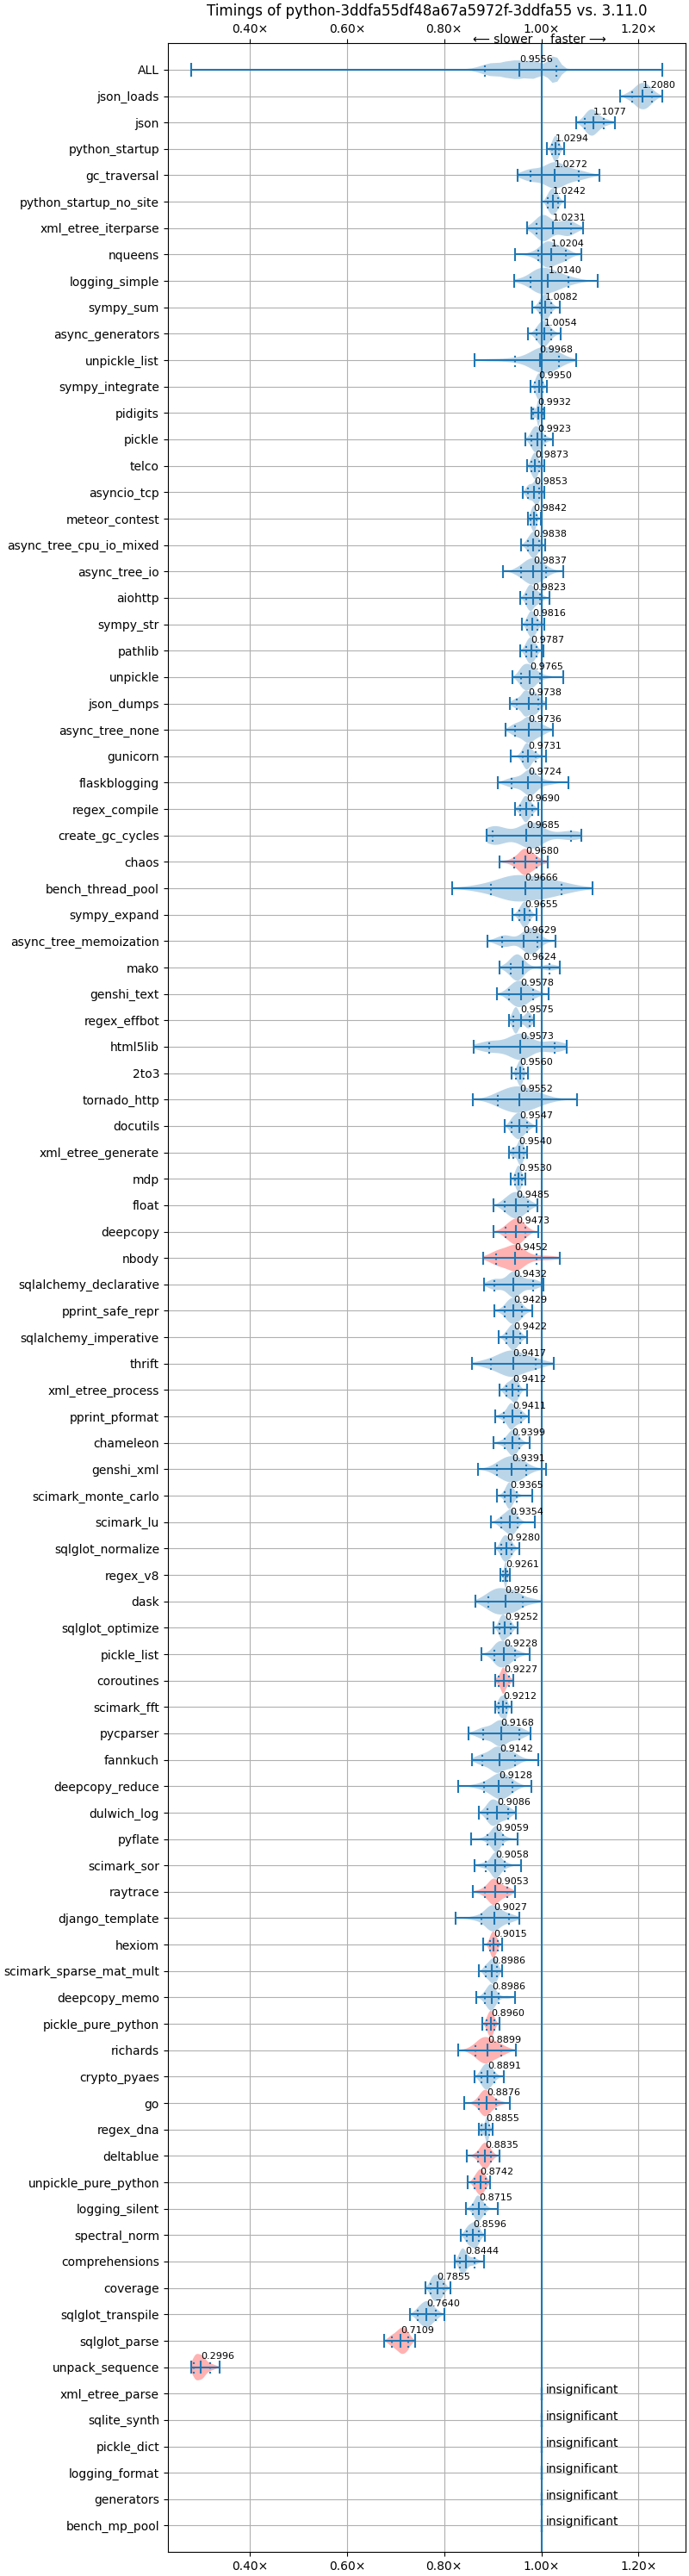 Timings of python-3ddfa55df48a67a5972f-3ddfa55 vs. 3.11.0
0.40× 0.60× 0.80× 1.00× 1.20×
⟵ slower faster ⟶
ALL 0.9556
json_loads 1.2080
json 1.1077
python_startup 1.0294
gc_traversal 1.0272
python_startup_no_site 1.0242
xml_etree_iterparse 1.0231
nqueens 1.0204
logging_simple 1.0140
sympy_sum 1.0082
async_generators 1.0054
unpickle_list 0.9968
sympy_integrate 0.9950
pidigits 0.9932
pickle 0.9923
telco 0.9873
asyncio_tcp 0.9853
meteor_contest 0.9842
async_tree_cpu_io_mixed 0.9838
async_tree_io 0.9837
aiohttp 0.9823
sympy_str 0.9816
pathlib 0.9787
unpickle 0.9765
json_dumps 0.9738
async_tree_none 0.9736
gunicorn 0.9731
flaskblogging 0.9724
regex_compile 0.9690
create_gc_cycles 0.9685
chaos 0.9680
bench_thread_pool 0.9666
sympy_expand 0.9655
async_tree_memoization 0.9629
mako 0.9624
genshi_text 0.9578
regex_effbot 0.9575
html5lib 0.9573
2to3 0.9560
tornado_http 0.9552
docutils 0.9547
xml_etree_generate 0.9540
mdp 0.9530
float 0.9485
deepcopy 0.9473
nbody 0.9452
sqlalchemy_declarative 0.9432
pprint_safe_repr 0.9429
sqlalchemy_imperative 0.9422
thrift 0.9417
xml_etree_process 0.9412
pprint_pformat 0.9411
chameleon 0.9399
genshi_xml 0.9391
scimark_monte_carlo 0.9365
scimark_lu 0.9354
sqlglot_normalize 0.9280
regex_v8 0.9261
dask 0.9256
sqlglot_optimize 0.9252
pickle_list 0.9228
coroutines 0.9227
scimark_fft 0.9212
pycparser 0.9168
fannkuch 0.9142
deepcopy_reduce 0.9128
dulwich_log 0.9086
pyflate 0.9059
scimark_sor 0.9058
raytrace 0.9053
django_template 0.9027
hexiom 0.9015
scimark_sparse_mat_mult 0.8986
deepcopy_memo 0.8986
pickle_pure_python 0.8960
richards 0.8899
crypto_pyaes 0.8891
go 0.8876
regex_dna 0.8855
deltablue 0.8835
unpickle_pure_python 0.8742
logging_silent 0.8715
spectral_norm 0.8596
comprehensions 0.8444
coverage 0.7855
sqlglot_transpile 0.7640
sqlglot_parse 0.7109
unpack_sequence 0.2996
xml_etree_parse insignificant
sqlite_synth insignificant
pickle_dict insignificant
logging_format insignificant
generators insignificant
bench_mp_pool insignificant
0.40× 0.60× 0.80× 1.00× 1.20×